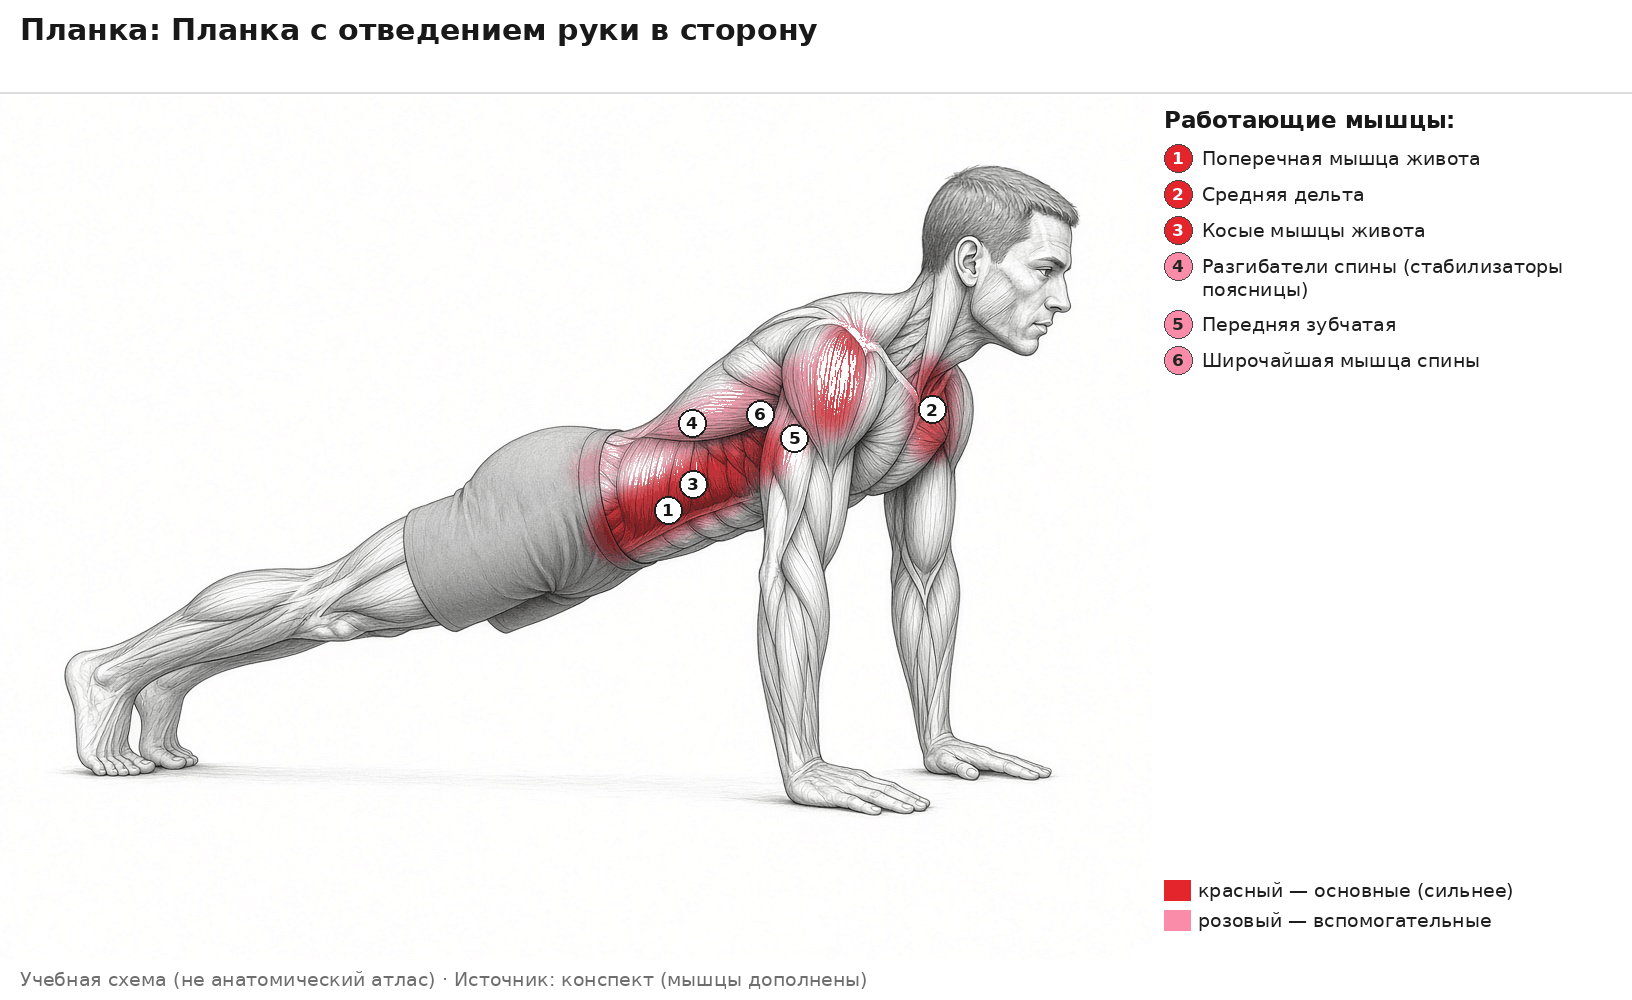 Планка: Планка с отведением руки в сторону
Работающие мышцы:
1 Поперечная мышца живота
2 Средняя дельта
3 Косые мышцы живота
4 Разгибатели спины (стабилизаторы
поясницы)
5 Передняя зубчатая
6 Широчайшая мышца спины
4
6
2
5
3
1
красный — основные (сильнее)
розовый — вспомогательные
Учебная схема (не анатомический атлас) · Источник: конспект (мышцы дополнены)